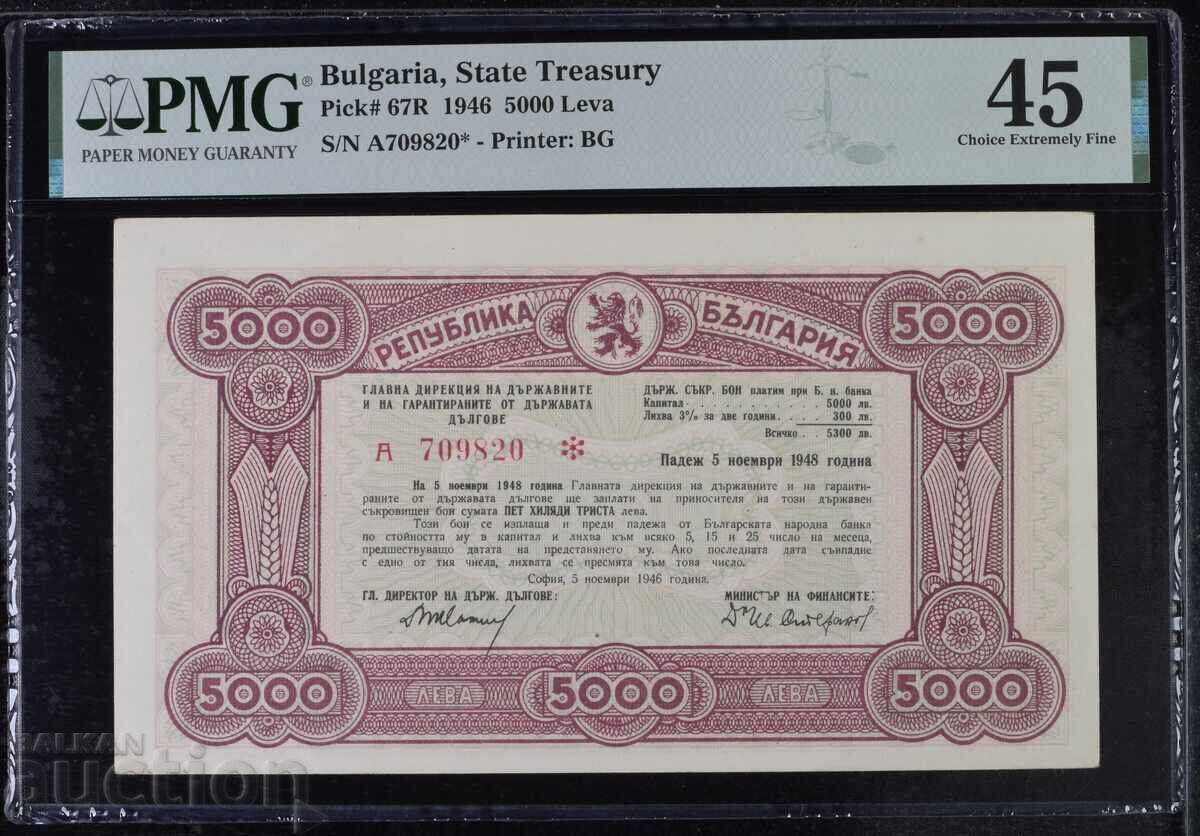 PMG®
PAPER MONEY GUARANTY
Bulgaria, State Treasury
Pick# 67R 1946 5000 Leva
S/N A709820* - Printer: BG
45
Choice Extremely Fine
5000
РЕПУБЛИКА БЪЛГАРИЯ
5000
ГЛАВНА ДИРЕКЦИЯ НА ДЪРЖАВНИТЕ
И НА ГАРАНТИРАНИТЕ ОТ ДЪРЖАВАТА
ДЪЛГОВЕ
А 709820 *
ДЪРЖ. СЪКР. БОН платим при Б. н. банка
Капитал . . . . . . . . . . . . 5000 лв.
Лихва 3% за две години. . . . 300 лв.
Всичко . . 5300 лв.
Падеж 5 ноември 1948 година
На 5 ноември 1948 година Главната дирекция на държавните и на гаранти-
раните от държавата дългове ще заплати на приносителя на този държавен
съкровищен бон сумата ПЕТ ХИЛЯДИ ТРИСТА лева.
Този бон се изплаща и преди падежа от Българската народна банка
по стойността му в капитал и лихва към всяко 5, 15 и 25 число на месеца,
предшествуващо датата на представянето му. Ако последната дата съвпадне
с едно от тия числа, лихвата се пресмята към това число.
София, 5 ноември 1946 година.
ГЛ. ДИРЕКТОР НА ДЪРЖ. ДЪЛГОВЕ:
МИНИСТЪР НА ФИНАНСИТЕ:
5000
ЛЕВА
5000
ЛЕВА
5000
BALKAN
auction